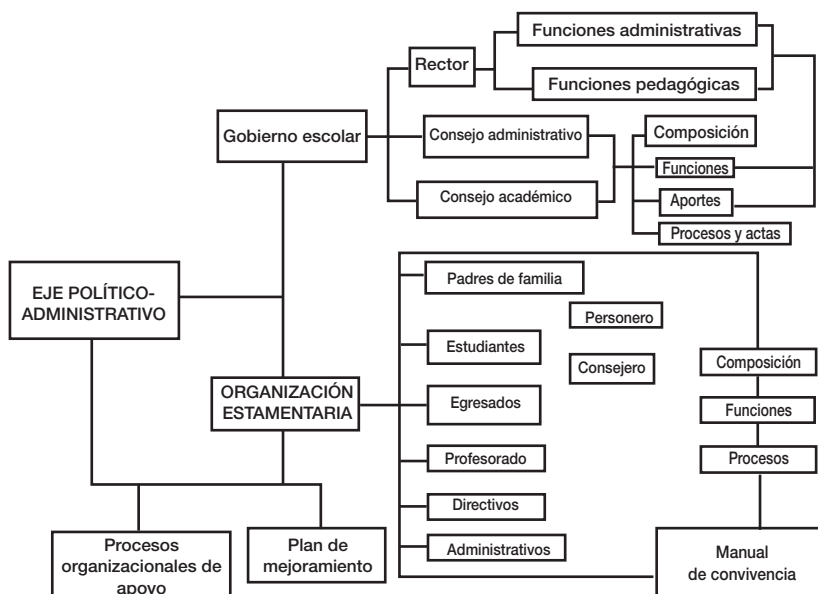 Funciones administrativas
Rector
Funciones pedagógicas
Gobierno escolar
Consejo administrativo
Composición
Funciones
Consejo académico
Aportes
Procesos y actas
EJE POLÍTICO-
ADMINISTRATIVO
Padres de familia
Personero
Estudiantes
Consejero
Composición
ORGANIZACIÓN
ESTAMENTARIA
Egresados
Funciones
Profesorado
Procesos
Directivos
Administrativos
Procesos
organizacionales de
apoyo
Plan de
mejoramiento
Manual
de convivencia